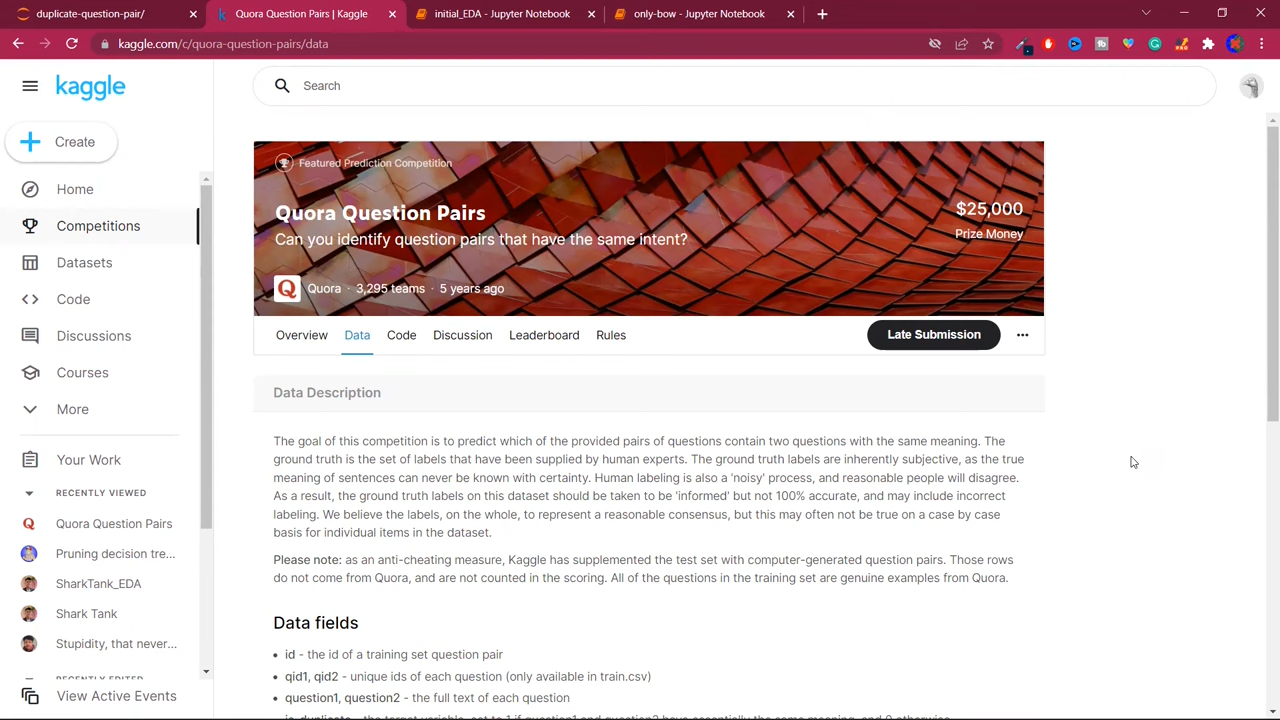 duplicate-question-pair/
Quora Question Pairs | Kaggle
initial_EDA - Jupyter Notebook
only-bow - Jupyter Notebook
kaggle.com/c/quora-question-pairs/data
kaggle
Search
Create
Home
Competitions
Datasets
Code
Discussions
Courses
More
Your Work
RECENTLY VIEWED
Quora Question Pairs
Pruning decision tre...
SharkTank_EDA
Shark Tank
Stupidity, that never...
View Active Events
Featured Prediction Competition
Quora Question Pairs
Can you identify question pairs that have the same intent?
$25,000
Prize Money
Quora · 3,295 teams · 5 years ago
Overview Data Code Discussion Leaderboard Rules
Late Submission
Data Description
The goal of this competition is to predict which of the provided pairs of questions contain two questions with the same meaning. The
ground truth is the set of labels that have been supplied by human experts. The ground truth labels are inherently subjective, as the true
meaning of sentences can never be known with certainty. Human labeling is also a 'noisy' process, and reasonable people will disagree.
As a result, the ground truth labels on this dataset should be taken to be 'informed' but not 100% accurate, and may include incorrect
labeling. We believe the labels, on the whole, to represent a reasonable consensus, but this may often not be true on a case by case
basis for individual items in the dataset.
Please note: as an anti-cheating measure, Kaggle has supplemented the test set with computer-generated question pairs. Those rows
do not come from Quora, and are not counted in the scoring. All of the questions in the training set are genuine examples from Quora.
Data fields
• id - the id of a training set question pair
• qid1, qid2 - unique ids of each question (only available in train.csv)
• question1, question2 - the full text of each question